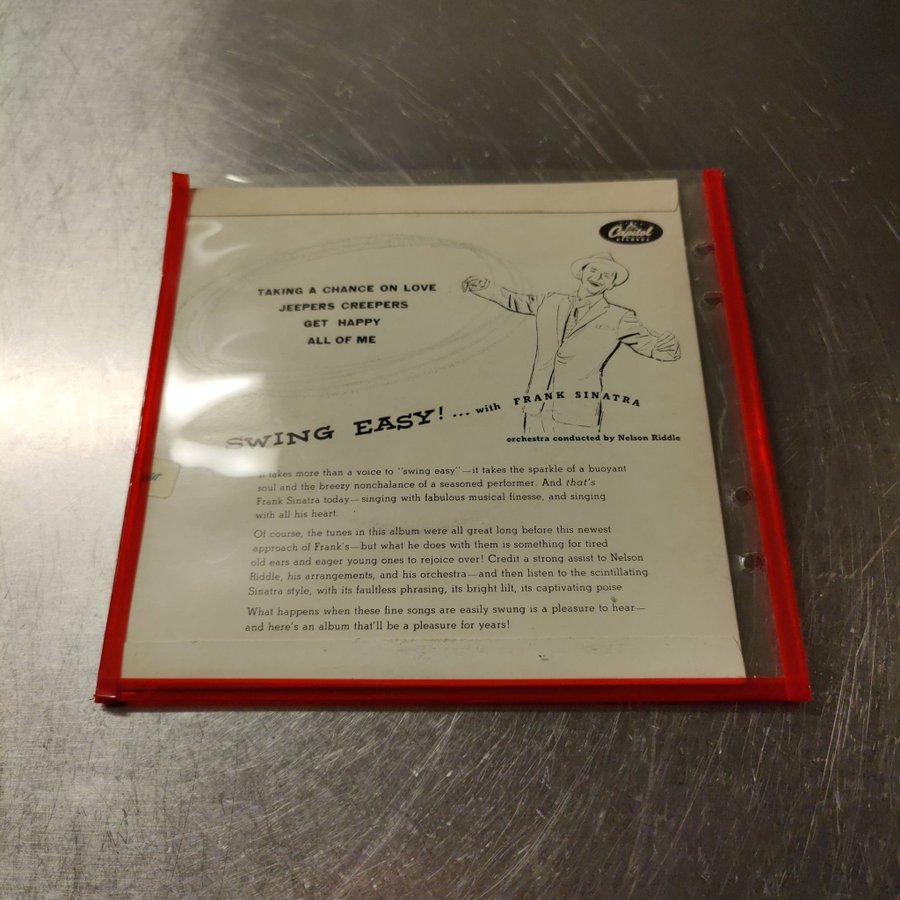 Capitol
RECORDS
TAKING A CHANCE ON LOVE
JEEPERS CREEPERS
GET HAPPY
ALL OF ME
SWING EASY! ... with FRANK SINATRA
orchestra conducted by Nelson Riddle
It takes more than a voice to "swing easy"—it takes the sparkle of a buoyant
soul and the breezy nonchalance of a seasoned performer. And that's
Frank Sinatra today—singing with fabulous musical finesse, and singing
with all his heart.
Of course, the tunes in this album were all great long before this newest
approach of Frank's—but what he does with them is something for tired
old ears and eager young ones to rejoice over! Credit a strong assist to Nelson
Riddle, his arrangements, and his orchestra—and then listen to the scintillating
Sinatra style, with its faultless phrasing, its bright lilt, its captivating poise
What happens when these fine songs are easily swung is a pleasure to hear—
and here's an album that'll be a pleasure for years!